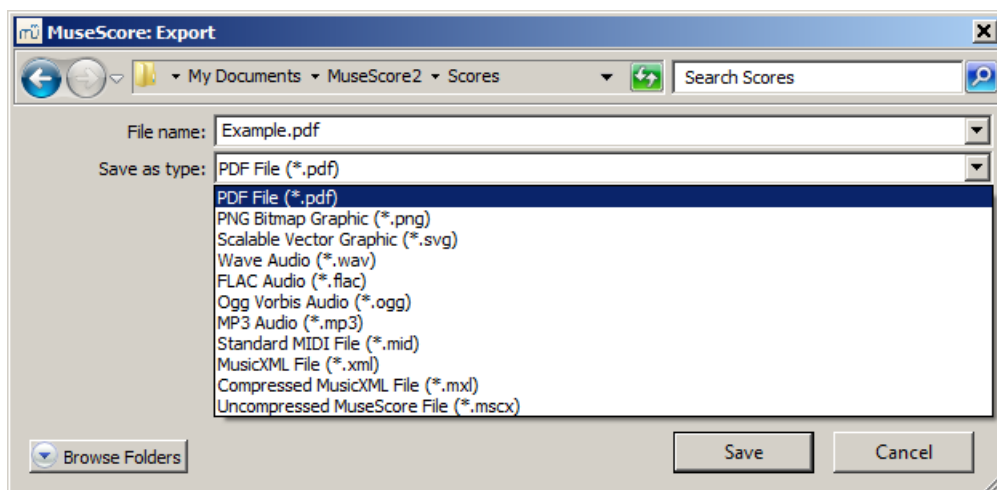 MuseScore: Export
My Documents MuseScore2 Scores Search Scores
File name: Example.pdf
Save as type: PDF File (*.pdf)
PDF File (*.pdf)
PNG Bitmap Graphic (*.png)
Scalable Vector Graphic (*.svg)
Wave Audio (*.wav)
FLAC Audio (*.flac)
Ogg Vorbis Audio (*.ogg)
MP3 Audio (*.mp3)
Standard MIDI File (*.mid)
MusicXML File (*.xml)
Compressed MusicXML File (*.mxl)
Uncompressed MuseScore File (*.mscx)
Browse Folders Save Cancel